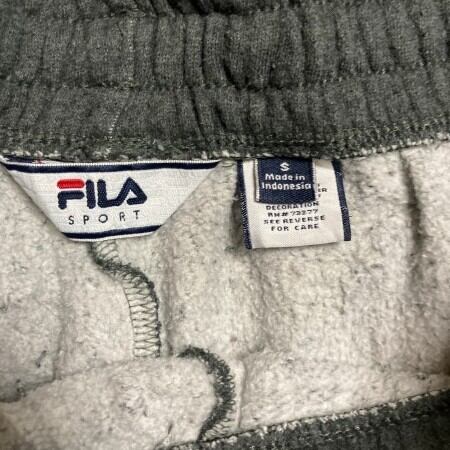 FILA
SPORT
S
Made in
Indonesia
DECORATION
RN# 73277
SEE REVERSE
FOR CARE